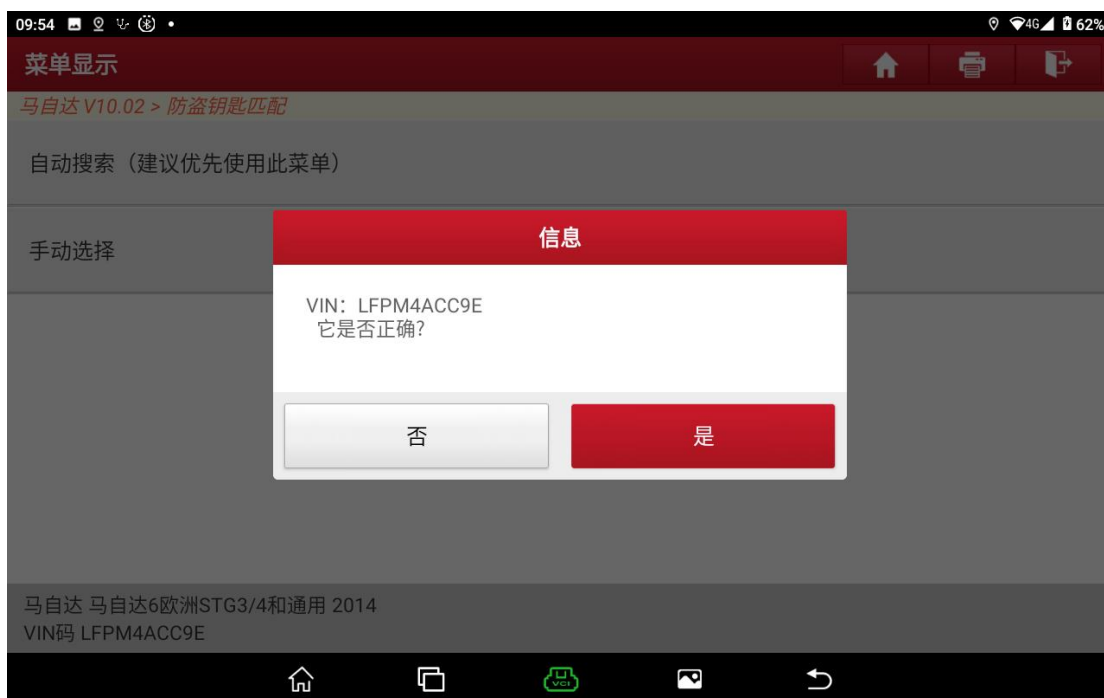 09:54
4G 62%
菜单显示
马自达 V10.02 > 防盗钥匙匹配
自动搜索（建议优先使用此菜单）
手动选择
信息
VIN：LFPM4ACC9E
它是否正确?
否
是
马自达 马自达6欧洲STG3/4和通用 2014
VIN码 LFPM4ACC9E
VCI